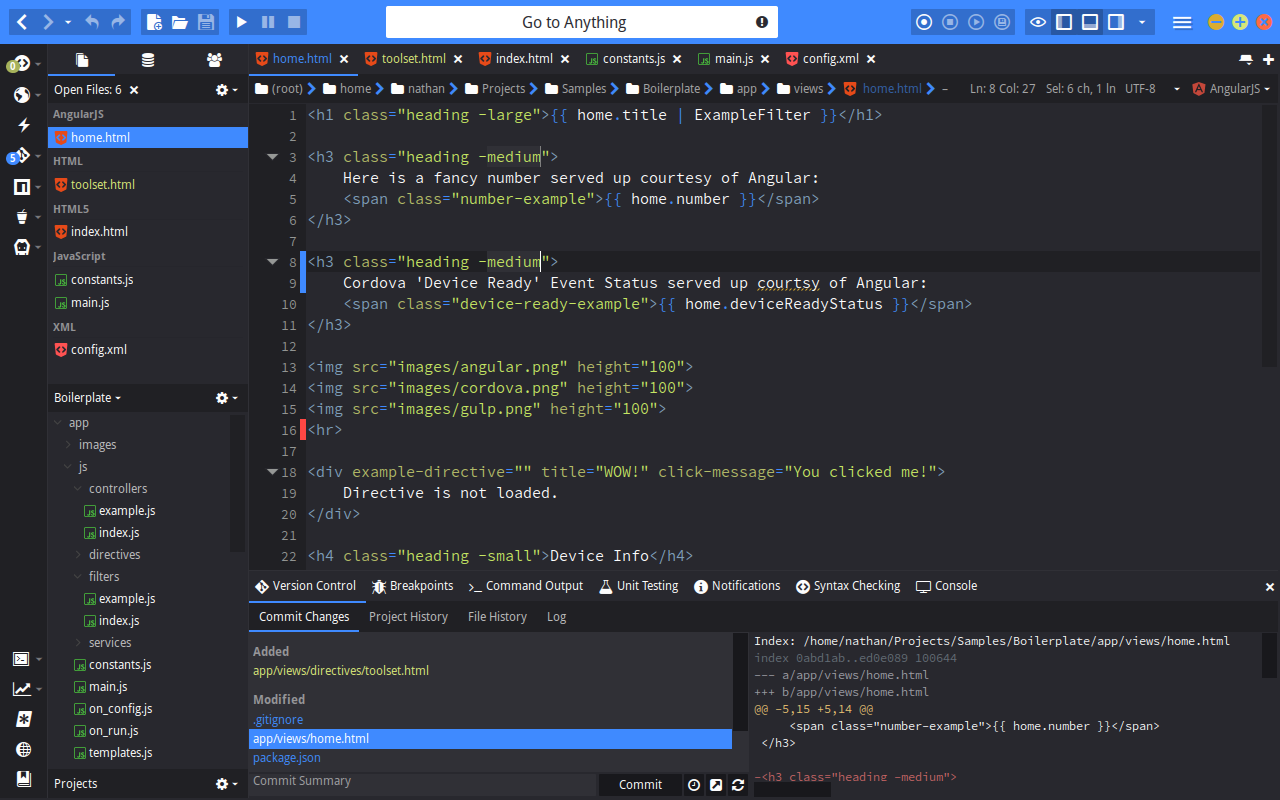 Go to Anything
home.html
toolset.html
index.html
constants.js
main.js
config.xml
0
5
Open Files: 6
AngularJS
home.html
HTML
toolset.html
HTML5
index.html
JavaScript
constants.js
main.js
XML
config.xml
Boilerplate
app
images
js
controllers
example.js
index.js
directives
filters
example.js
index.js
services
constants.js
main.js
on_config.js
on_run.js
templates.js
Projects
(root) home nathan Projects Samples Boilerplate app views home.html – Ln: 8 Col: 27 Sel: 6 ch, 1 ln UTF-8 AngularJS
1 <h1 class="heading -large">{{ home.title | ExampleFilter }}</h1>
2
3 <h3 class="heading -medium">
4 Here is a fancy number served up courtesy of Angular:
5 <span class="number-example">{{ home.number }}</span>
6 </h3>
7
8 <h3 class="heading -medium">
9 Cordova 'Device Ready' Event Status served up courtsy of Angular:
10 <span class="device-ready-example">{{ home.deviceReadyStatus }}</span>
11 </h3>
12
13 <img src="images/angular.png" height="100">
14 <img src="images/cordova.png" height="100">
15 <img src="images/gulp.png" height="100">
16 <hr>
17
18 <div example-directive="" title="WOW!" click-message="You clicked me!">
19 Directive is not loaded.
20 </div>
21
22 <h4 class="heading -small">Device Info</h4>
Version Control Breakpoints Command Output Unit Testing Notifications Syntax Checking Console
Commit Changes Project History File History Log
Added
app/views/directives/toolset.html
Modified
.gitignore
app/views/home.html
package.json
Commit Summary
Commit
Index: /home/nathan/Projects/Samples/Boilerplate/app/views/home.html
index 0abd1ab..ed0e089 100644
--- a/app/views/home.html
+++ b/app/views/home.html
@@ -5,15 +5,14 @@
<span class="number-example">{{ home.number }}</span>
</h3>
-<h3 class="heading -medium">